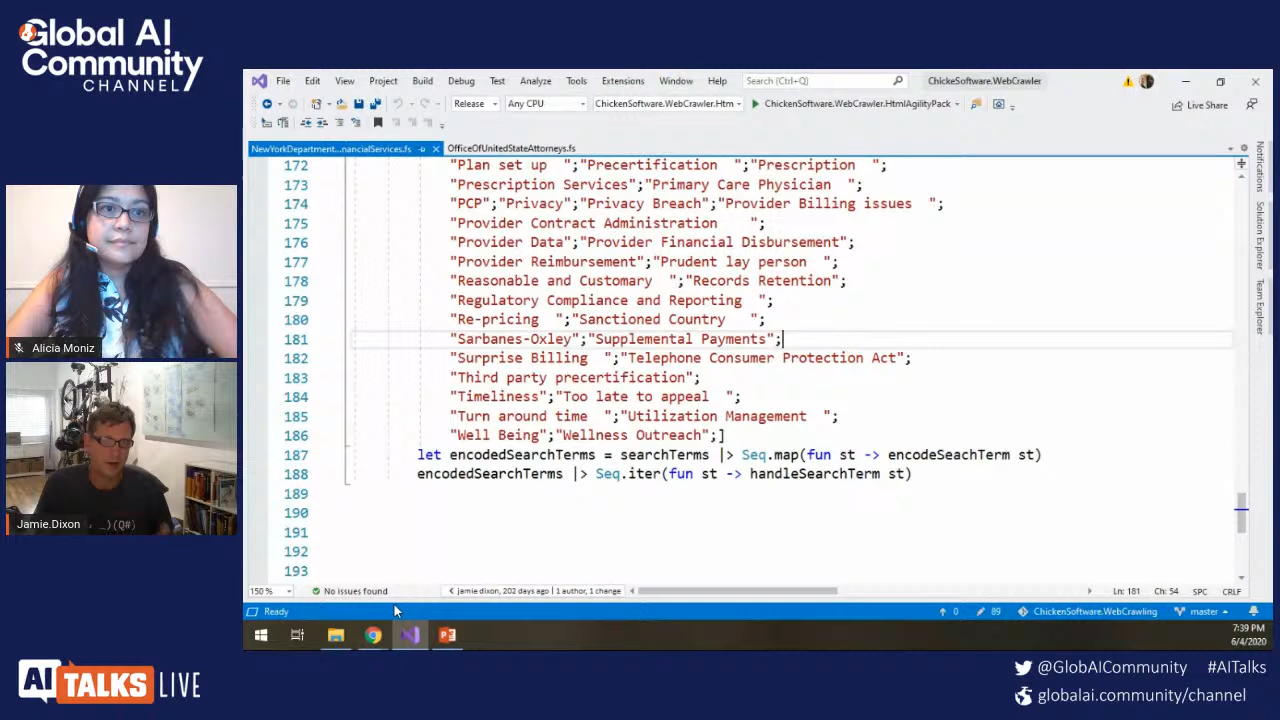 Global AI
Community
CHANNEL
File Edit View Project Build Debug Test Analyze Tools Extensions Window Help Search (Ctrl+Q) ChickeSoftware.WebCrawler
Release Any CPU ChickenSoftware.WebCrawler.Htm ChickenSoftware.WebCrawler.HtmlAgilityPack Live Share
NewYorkDepartment...nancialServices.fs OfficeOfUnitedStateAttorneys.fs
172 "Plan set up  ";"Precertification  ";"Prescription  ";
173 "Prescription Services";"Primary Care Physician  ";
174 "PCP";"Privacy";"Privacy Breach";"Provider Billing issues  ";
175 "Provider Contract Administration    ";
176 "Provider Data";"Provider Financial Disbursement";
177 "Provider Reimbursement";"Prudent lay person  ";
178 "Reasonable and Customary  ";"Records Retention";
179 "Regulatory Compliance and Reporting  ";
180 "Re-pricing  ";"Sanctioned Country   ";
181 "Sarbanes-Oxley";"Supplemental Payments";
182 "Surprise Billing  ";"Telephone Consumer Protection Act";
183 "Third party precertification";
184 "Timeliness";"Too late to appeal  ";
185 "Turn around time  ";"Utilization Management  ";
186 "Well Being";"Wellness Outreach";]
187 let encodedSearchTerms = searchTerms |> Seq.map(fun st -> encodeSeachTerm st)
188 encodedSearchTerms |> Seq.iter(fun st -> handleSearchTerm st)
189
190
191
192
193
Notifications
Solution Explorer
Team Explorer
Alicia Moniz
Jamie.Dixon
_)(Q#)
150 % No issues found jamie dixon, 202 days ago | 1 author, 1 change Ln: 181 Ch: 54 SPC CRLF
Ready 0 89 ChickenSoftware.WebCrawling master
7:39 PM
6/4/2020
AI TALKS LIVE
@GlobAICommunity #AITalks
globalai.community/channel